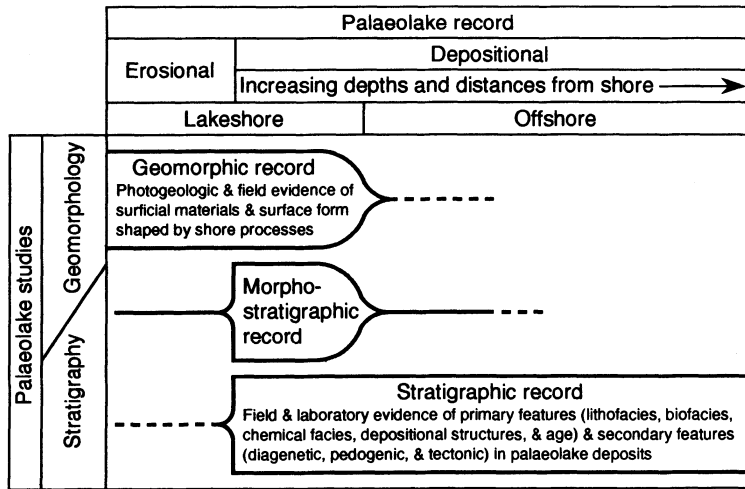 Palaeolake record
Erosional
Depositional
Increasing depths and distances from shore
Lakeshore
Offshore
Palaeolake studies
Geomorphology
Stratigraphy
Geomorphic record
Photogeologic & field evidence of
surficial materials & surface form
shaped by shore processes
Morpho-
stratigraphic
record
Stratigraphic record
Field & laboratory evidence of primary features (lithofacies, biofacies,
chemical facies, depositional structures, & age) & secondary features
(diagenetic, pedogenic, & tectonic) in palaeolake deposits